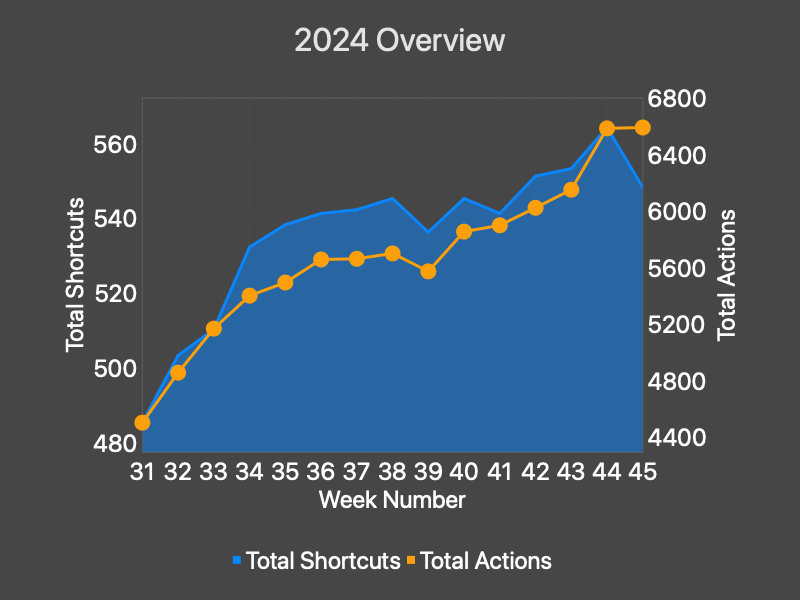 2024 Overview
Total Shortcuts
560
540
520
500
480
6800
6400
6000
5600
5200
4800
4400
Total Actions
31 32 33 34 35 36 37 38 39 40 41 42 43 44 45
Week Number
Total Shortcuts Total Actions